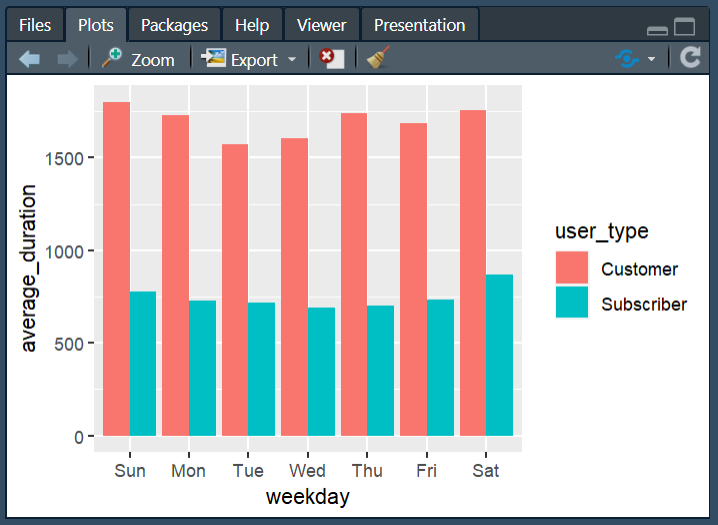 Files Plots Packages Help Viewer Presentation
Zoom Export
average_duration
1500
1000
500
0
Sun Mon Tue Wed Thu Fri Sat
weekday
user_type
Customer
Subscriber